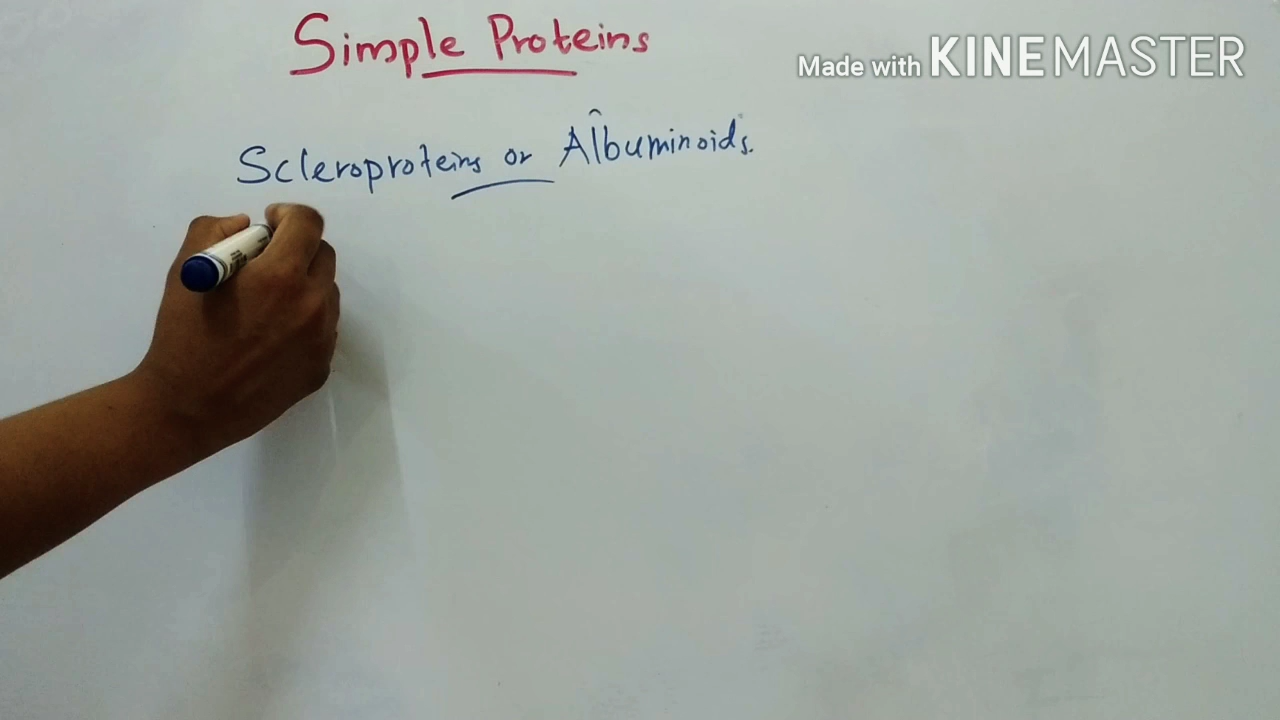 Simple Proteins
Made with KINEMASTER
Scleroproteins or Albuminoids.